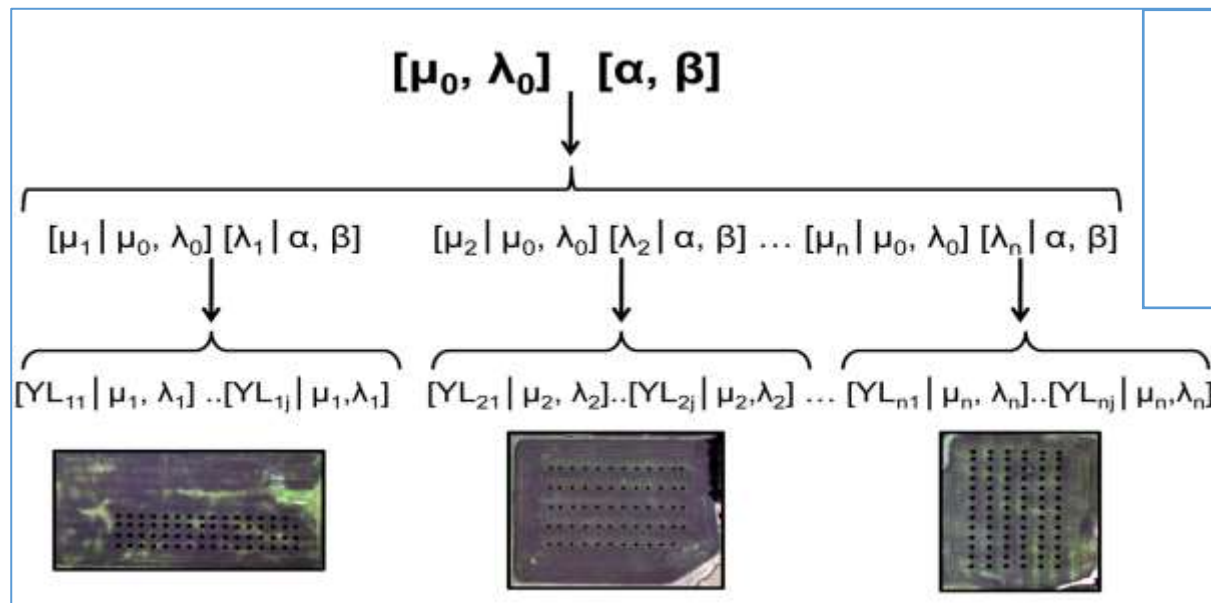 [μ₀, λ₀] [α, β]
[μ₁| μ₀, λ₀] [λ₁| α, β] [μ₂| μ₀, λ₀] [λ₂| α, β] … [μₙ| μ₀, λ₀] [λₙ| α, β]
[YL₁₁| μ₁, λ₁] ..[YL₁ⱼ| μ₁,λ₁] [YL₂₁| μ₂, λ₂]..[YL₂ⱼ| μ₂,λ₂] … [YLₙ₁| μₙ, λₙ]..[YLₙⱼ| μₙ,λₙ]